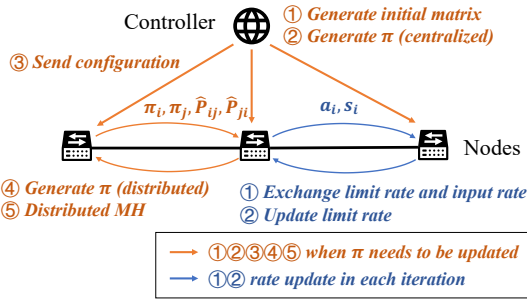 Controller
① Generate initial matrix
② Generate π (centralized)
③ Send configuration
π_i, π_j, P̂_ij, P̂_ji
a_i, s_i
Nodes
④ Generate π (distributed)
⑤ Distributed MH
① Exchange limit rate and input rate
② Update limit rate
①②③④⑤ when π needs to be updated
①② rate update in each iteration